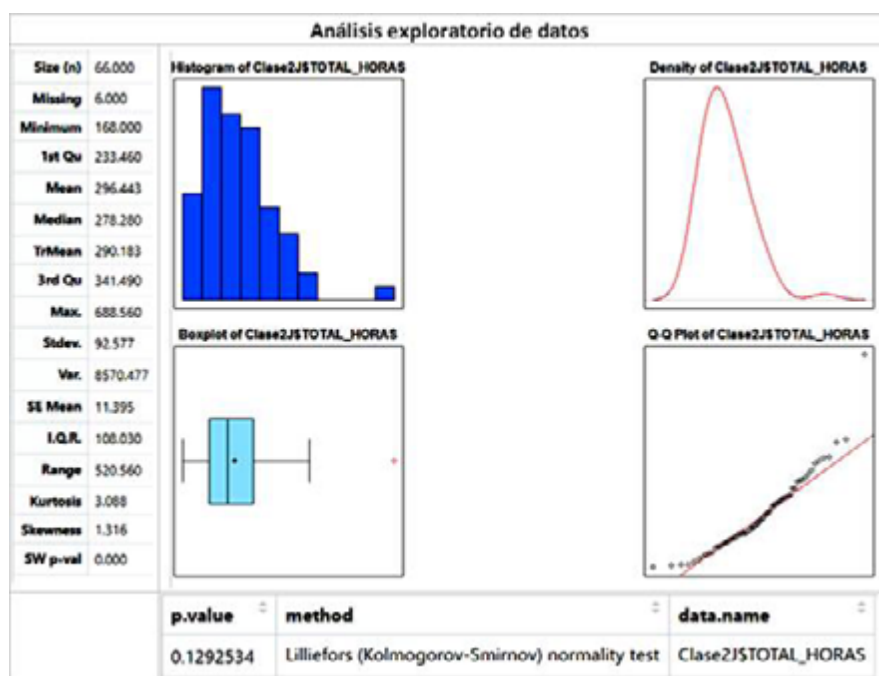 Análisis exploratorio de datos
Size (n) 66.000
Missing 6.000
Minimum 168.000
1st Qu 233.460
Mean 296.443
Median 278.280
TrMean 290.183
3rd Qu 341.490
Max. 688.560
Stdev. 92.577
Var. 8570.477
SE Mean 11.395
I.Q.R. 108.030
Range 520.560
Kurtosis 3.088
Skewness 1.316
SW p-val 0.000
Histogram of Clase2J$TOTAL_HORAS
Density of Clase2J$TOTAL_HORAS
Boxplot of Clase2J$TOTAL_HORAS
Q-Q Plot of Clase2J$TOTAL_HORAS
p.value method data.name
0.1292534 Lilliefors (Kolmogorov-Smirnov) normality test Clase2J$TOTAL_HORAS